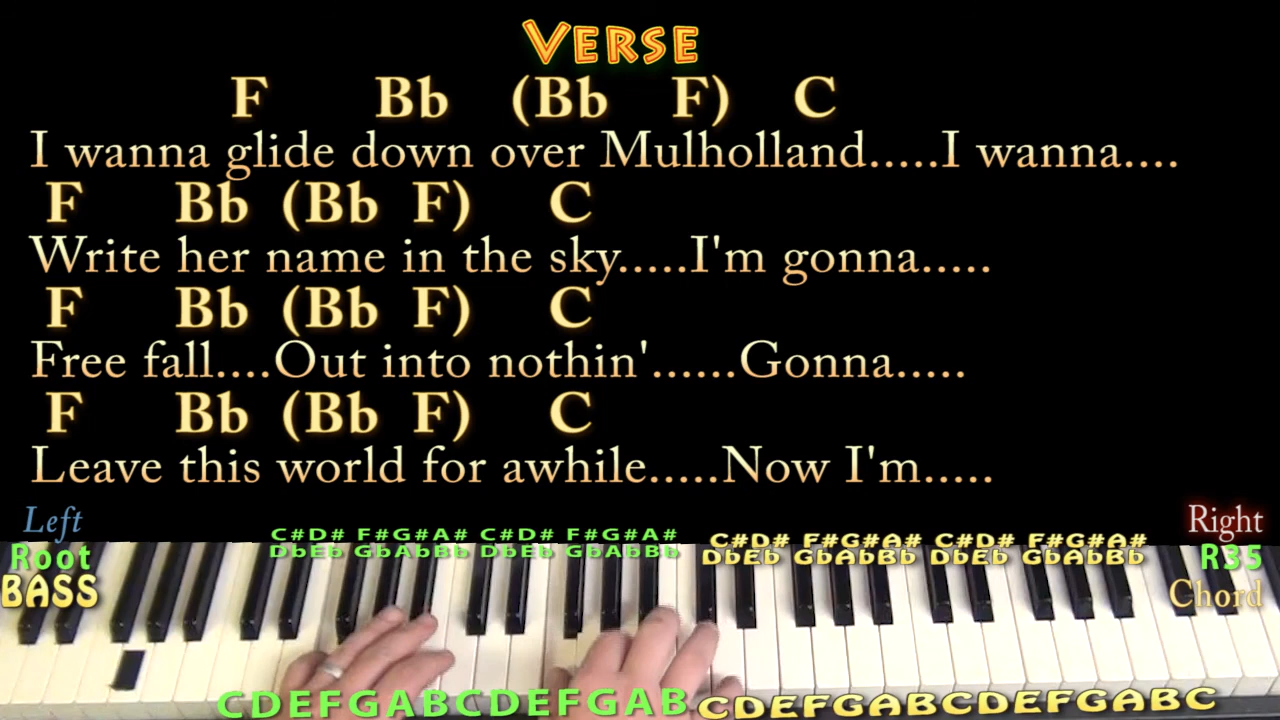 VERSE
F Bb (Bb F) C
I wanna glide down over Mulholland.....I wanna....
F Bb (Bb F) C
Write her name in the sky.....I'm gonna.....
F Bb (Bb F) C
Free fall....Out into nothin'......Gonna.....
F Bb (Bb F) C
Leave this world for awhile.....Now I'm.....
Left
Root
BASS
C#D# F#G#A# C#D# F#G#A#
DbEb GbAbBb DbEb GbAbBb
C#D# F#G#A# C#D# F#G#A#
DbEb GbAbBb DbEb GbAbBb
Right
R35
Chord
CDEFGABCDEFGAB
CDEFGABCDEFGABC